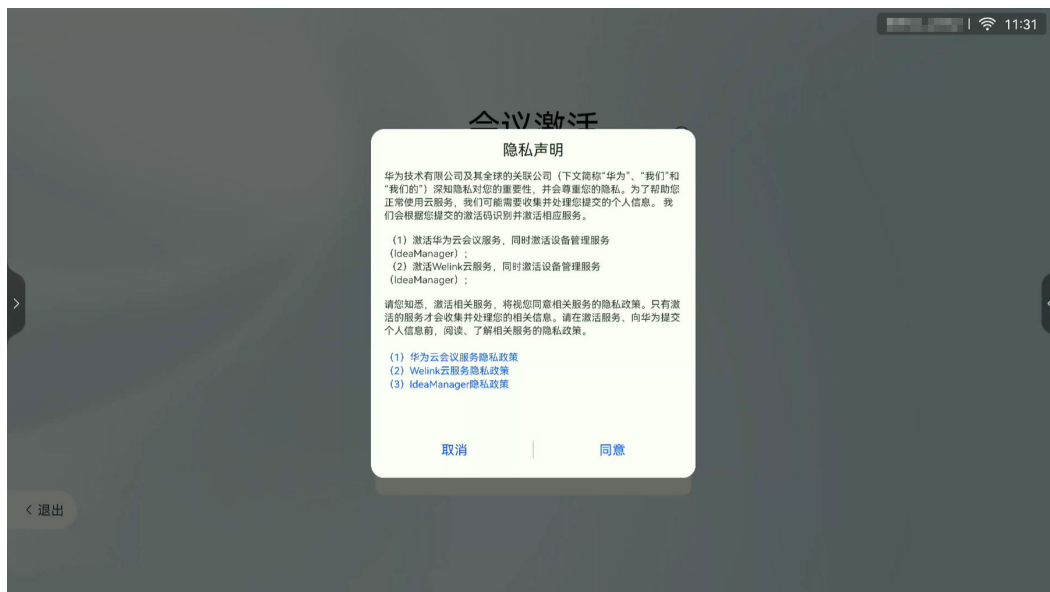 11:31
会议激活
隐私声明
华为技术有限公司及其全球的关联公司（下文简称“华为”、“我们”和
“我们的”）深知隐私对您的重要性，并会尊重您的隐私。为了帮助您
正常使用云服务，我们可能需要收集并处理您提交的个人信息。 我
们会根据您提交的激活码识别并激活相应服务。
（1）激活华为云会议服务，同时激活设备管理服务
（IdeaManager）；
（2）激活Welink云服务，同时激活设备管理服务
（IdeaManager）；
请您知悉，激活相关服务，将视您同意相关服务的隐私政策。只有激
活的服务才会收集并处理您的相关信息。请在激活服务、向华为提交
个人信息前，阅读、了解相关服务的隐私政策。
（1）华为云会议服务隐私政策
（2）Welink云服务隐私政策
（3）IdeaManager隐私政策
取消
同意
退出